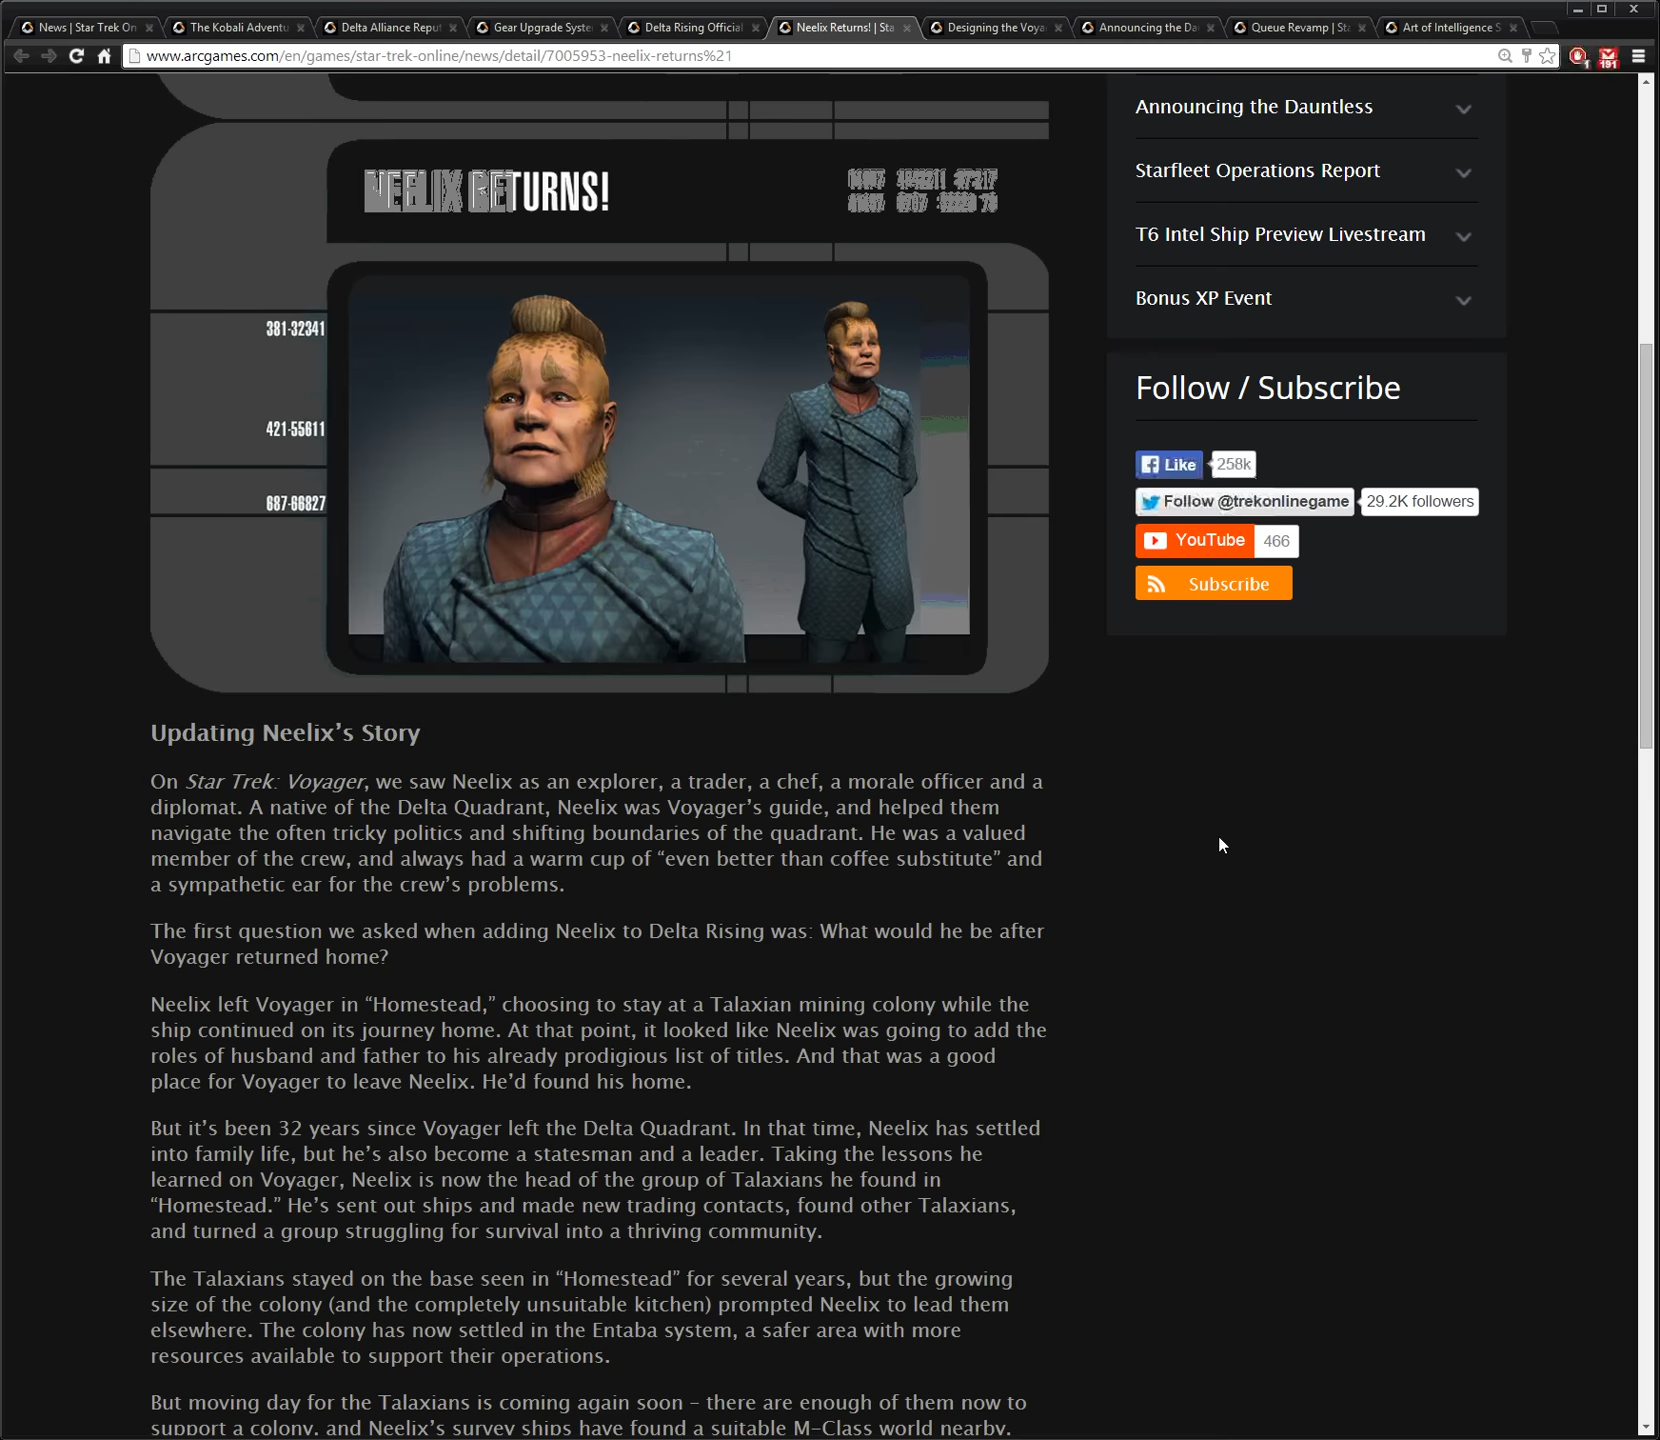 News | Star Trek On
The Kobali Adventu
Delta Alliance Reput
Gear Upgrade Syste
Delta Rising Official
Neelix Returns! | Sta
Designing the Voya
Announcing the Da
Queue Revamp | Sta
Art of Intelligence S
www.arcgames.com/en/games/star-trek-online/news/detail/7005953-neelix-returns%21
1
191
NEELIX RETURNS!
381-32341
421-55611
687-66827
Announcing the Dauntless
Starfleet Operations Report
T6 Intel Ship Preview Livestream
Bonus XP Event
Follow / Subscribe
Like 258k
Follow @trekonlinegame 29.2K followers
YouTube 466
Subscribe
Updating Neelix’s Story
On Star Trek: Voyager, we saw Neelix as an explorer, a trader, a chef, a morale officer and a
diplomat. A native of the Delta Quadrant, Neelix was Voyager’s guide, and helped them
navigate the often tricky politics and shifting boundaries of the quadrant. He was a valued
member of the crew, and always had a warm cup of “even better than coffee substitute” and
a sympathetic ear for the crew’s problems.
The first question we asked when adding Neelix to Delta Rising was: What would he be after
Voyager returned home?
Neelix left Voyager in “Homestead,” choosing to stay at a Talaxian mining colony while the
ship continued on its journey home. At that point, it looked like Neelix was going to add the
roles of husband and father to his already prodigious list of titles. And that was a good
place for Voyager to leave Neelix. He’d found his home.
But it’s been 32 years since Voyager left the Delta Quadrant. In that time, Neelix has settled
into family life, but he’s also become a statesman and a leader. Taking the lessons he
learned on Voyager, Neelix is now the head of the group of Talaxians he found in
“Homestead.” He’s sent out ships and made new trading contacts, found other Talaxians,
and turned a group struggling for survival into a thriving community.
The Talaxians stayed on the base seen in “Homestead” for several years, but the growing
size of the colony (and the completely unsuitable kitchen) prompted Neelix to lead them
elsewhere. The colony has now settled in the Entaba system, a safer area with more
resources available to support their operations.
But moving day for the Talaxians is coming again soon – there are enough of them now to
support a colony, and Neelix’s survey ships have found a suitable M-Class world nearby.